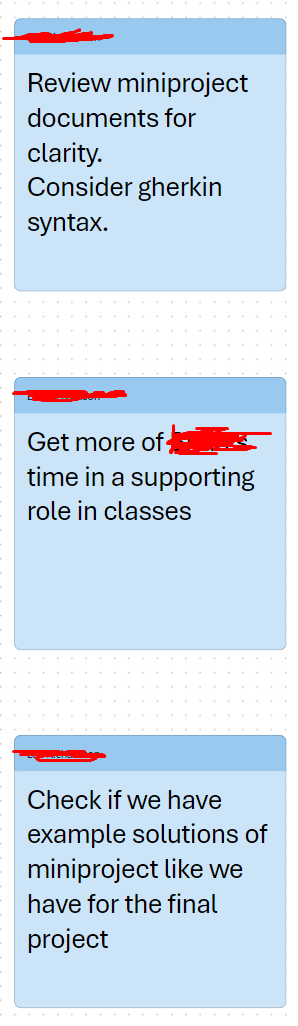 Review miniproject
documents for
clarity.
Consider gherkin
syntax.
Get more of
time in a supporting
role in classes
Check if we have
example solutions of
miniproject like we
have for the final
project